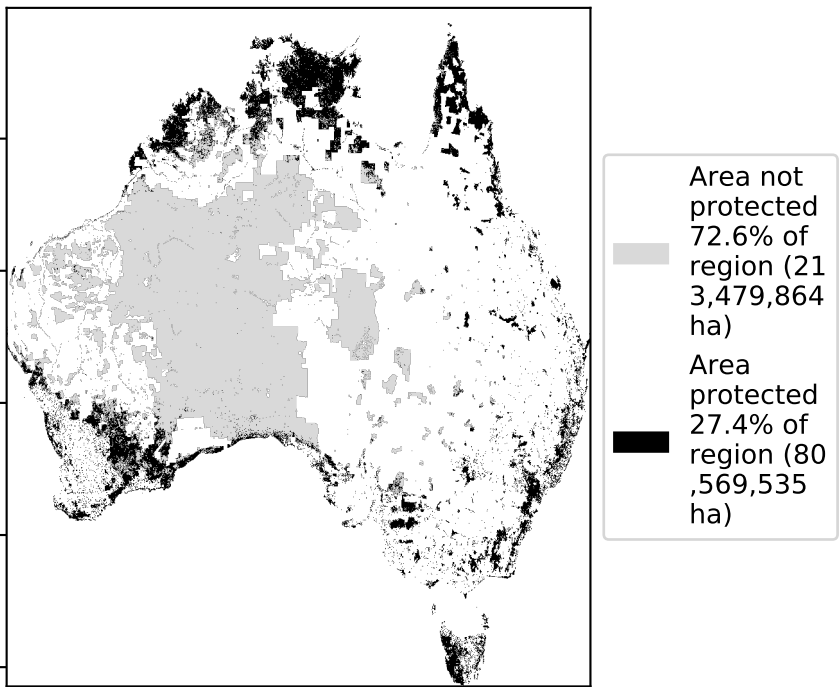 Area not
protected
72.6% of
region (21
3,479,864
ha)
Area
protected
27.4% of
region (80
,569,535
ha)